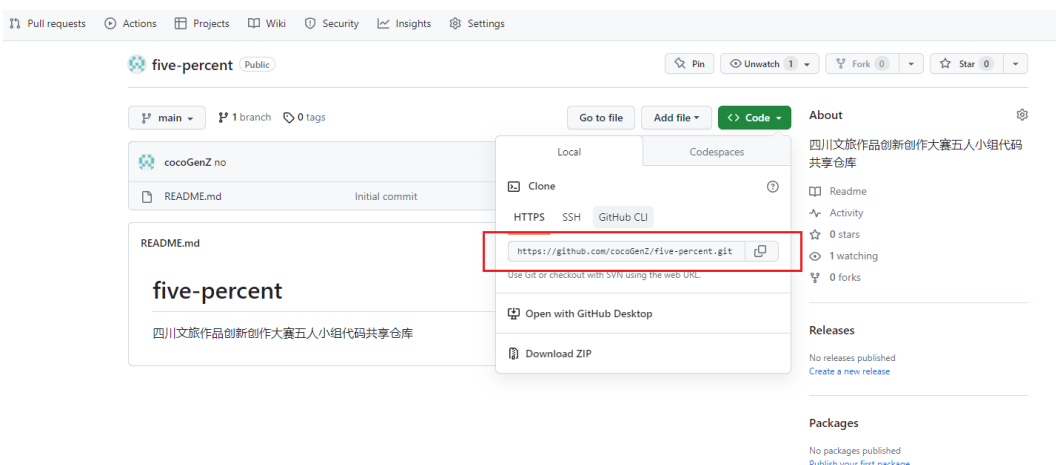 Pull requests Actions Projects Wiki Security Insights Settings
five-percent Public
Pin Unwatch 1 Fork 0 Star 0
main 1 branch 0 tags
Go to file Add file Code
Local Codespaces
Clone
HTTPS SSH GitHub CLI
https://github.com/cocoGenZ/five-percent.git
Use Git or checkout with SVN using the web URL.
Open with GitHub Desktop
Download ZIP
cocoGenZ no
README.md Initial commit
README.md
five-percent
四川文旅作品创新创作大赛五人小组代码共享仓库
About
四川文旅作品创新创作大赛五人小组代码
共享仓库
Readme
Activity
0 stars
1 watching
0 forks
Releases
No releases published
Create a new release
Packages
No packages published
Publish your first package